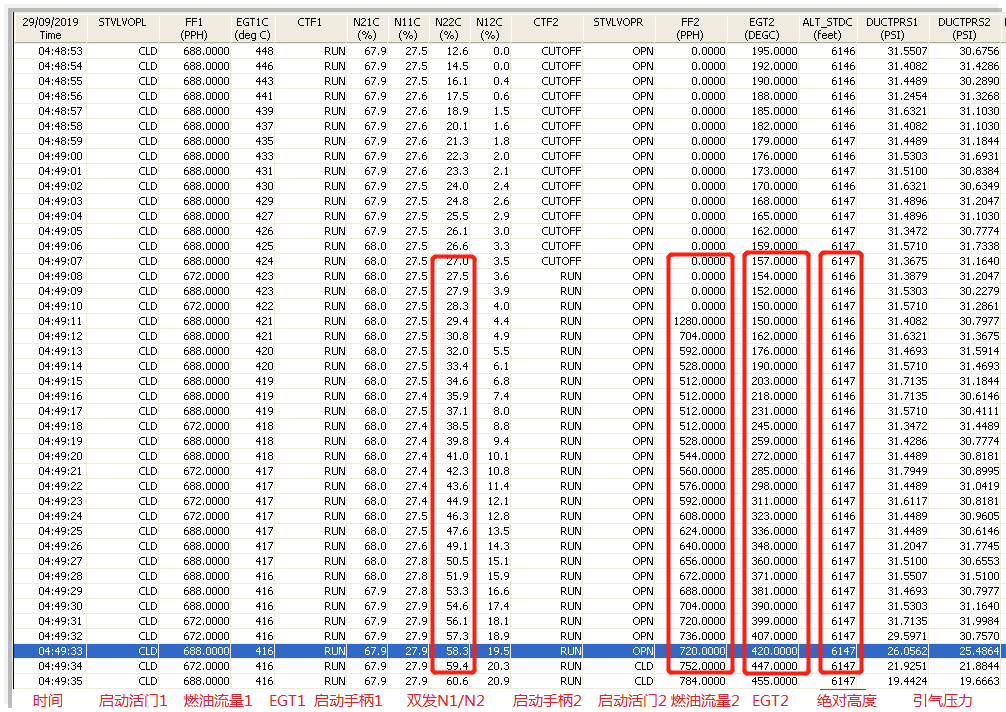 29/09/2019 STVLVOPL FF1 EGT1C CTF1 N21C N11C N22C N12C CTF2 STVLVOPR FF2 EGT2 ALT_STDC DUCTPRS1 DUCTPRS2
Time (PPH) (deg C) (%) (%) (%) (%) (PPH) (DEGC) (feet) (PSI) (PSI)
04:48:53 CLD 688.0000 448 RUN 67.9 27.5 12.6 0.0 CUTOFF OPN 0.0000 195.0000 6146 31.5507 30.6756
04:48:54 CLD 688.0000 446 RUN 67.9 27.5 14.5 0.0 CUTOFF OPN 0.0000 192.0000 6146 31.4082 31.4286
04:48:55 CLD 688.0000 443 RUN 67.9 27.5 16.1 0.4 CUTOFF OPN 0.0000 190.0000 6146 31.4489 30.2890
04:48:56 CLD 688.0000 441 RUN 67.9 27.6 17.5 0.6 CUTOFF OPN 0.0000 188.0000 6146 31.2454 31.3268
04:48:57 CLD 688.0000 439 RUN 67.9 27.6 18.9 1.5 CUTOFF OPN 0.0000 185.0000 6146 31.6321 31.1030
04:48:58 CLD 688.0000 437 RUN 67.9 27.6 20.1 1.6 CUTOFF OPN 0.0000 182.0000 6146 31.4082 31.1030
04:48:59 CLD 688.0000 435 RUN 67.9 27.6 21.3 1.8 CUTOFF OPN 0.0000 179.0000 6146 31.4489 31.1844
04:49:00 CLD 688.0000 433 RUN 67.9 27.6 22.3 2.0 CUTOFF OPN 0.0000 176.0000 6146 31.5303 31.6931
04:49:01 CLD 688.0000 431 RUN 67.9 27.6 23.3 2.1 CUTOFF OPN 0.0000 173.0000 6147 31.5100 30.8384
04:49:02 CLD 688.0000 430 RUN 67.9 27.5 24.0 2.4 CUTOFF OPN 0.0000 170.0000 6147 31.6321 30.6349
04:49:03 CLD 688.0000 429 RUN 67.9 27.5 24.8 2.6 CUTOFF OPN 0.0000 168.0000 6147 31.4896 31.2047
04:49:04 CLD 688.0000 427 RUN 67.9 27.5 25.5 2.9 CUTOFF OPN 0.0000 165.0000 6147 31.4896 31.1030
04:49:05 CLD 688.0000 426 RUN 67.9 27.5 26.1 3.0 CUTOFF OPN 0.0000 162.0000 6147 31.3472 30.7774
04:49:06 CLD 688.0000 425 RUN 68.0 27.5 26.6 3.3 CUTOFF OPN 0.0000 159.0000 6147 31.5710 31.7338
04:49:07 CLD 688.0000 424 RUN 68.0 27.5 27.0 3.5 CUTOFF OPN 0.0000 157.0000 6147 31.3675 31.1640
04:49:08 CLD 672.0000 423 RUN 68.0 27.5 27.5 3.6 RUN OPN 0.0000 154.0000 6147 31.3879 31.2047
04:49:09 CLD 688.0000 423 RUN 68.0 27.5 27.9 3.9 RUN OPN 0.0000 152.0000 6147 31.5303 30.2279
04:49:10 CLD 672.0000 422 RUN 68.0 27.5 28.3 4.0 RUN OPN 0.0000 150.0000 6147 31.5710 31.2861
04:49:11 CLD 688.0000 421 RUN 68.0 27.5 29.4 4.4 RUN OPN 1280.0000 150.0000 6146 31.4082 30.7977
04:49:12 CLD 688.0000 421 RUN 68.0 27.5 30.8 4.9 RUN OPN 704.0000 162.0000 6146 31.6321 31.3675
04:49:13 CLD 688.0000 420 RUN 68.0 27.5 32.0 5.5 RUN OPN 592.0000 176.0000 6146 31.4693 31.5914
04:49:14 CLD 688.0000 420 RUN 68.0 27.5 33.4 6.1 RUN OPN 528.0000 190.0000 6147 31.5710 31.4693
04:49:15 CLD 688.0000 419 RUN 68.0 27.5 34.6 6.8 RUN OPN 512.0000 203.0000 6147 31.7135 31.1844
04:49:16 CLD 688.0000 419 RUN 68.0 27.4 35.9 7.4 RUN OPN 512.0000 218.0000 6146 31.7135 30.6146
04:49:17 CLD 688.0000 419 RUN 68.0 27.5 37.1 8.0 RUN OPN 512.0000 231.0000 6146 31.5710 30.4111
04:49:18 CLD 672.0000 418 RUN 68.0 27.4 38.5 8.8 RUN OPN 512.0000 245.0000 6147 31.3472 31.4489
04:49:19 CLD 688.0000 418 RUN 68.0 27.4 39.8 9.4 RUN OPN 528.0000 259.0000 6146 31.4286 30.7774
04:49:20 CLD 688.0000 418 RUN 68.0 27.4 41.0 10.1 RUN OPN 544.0000 272.0000 6147 31.4489 30.8181
04:49:21 CLD 672.0000 417 RUN 68.0 27.4 42.3 10.8 RUN OPN 560.0000 285.0000 6147 31.7949 30.8995
04:49:22 CLD 688.0000 417 RUN 68.0 27.4 43.6 11.4 RUN OPN 576.0000 298.0000 6147 31.4489 31.0419
04:49:23 CLD 672.0000 417 RUN 68.0 27.4 44.9 12.1 RUN OPN 592.0000 311.0000 6147 31.6117 30.8181
04:49:24 CLD 672.0000 417 RUN 68.0 27.5 46.3 12.8 RUN OPN 608.0000 323.0000 6146 31.4489 30.9605
04:49:25 CLD 688.0000 417 RUN 68.0 27.5 47.6 13.5 RUN OPN 624.0000 336.0000 6147 31.4489 30.6146
04:49:26 CLD 688.0000 417 RUN 68.0 27.6 49.1 14.3 RUN OPN 640.0000 348.0000 6147 31.2047 31.7745
04:49:27 CLD 688.0000 417 RUN 68.0 27.8 50.5 15.1 RUN OPN 656.0000 360.0000 6147 31.5100 30.6553
04:49:28 CLD 688.0000 416 RUN 68.0 27.8 51.9 15.9 RUN OPN 672.0000 371.0000 6147 31.5507 31.5100
04:49:29 CLD 688.0000 416 RUN 67.9 27.8 53.3 16.6 RUN OPN 688.0000 381.0000 6147 31.4693 30.7977
04:49:30 CLD 688.0000 416 RUN 67.9 27.9 54.6 17.4 RUN OPN 704.0000 390.0000 6147 31.5303 31.1640
04:49:31 CLD 672.0000 416 RUN 67.9 27.9 56.1 18.1 RUN OPN 720.0000 399.0000 6147 31.7135 31.9984
04:49:32 CLD 672.0000 416 RUN 67.9 27.9 57.3 18.9 RUN OPN 736.0000 407.0000 6147 29.5971 30.7570
04:49:33 CLD 688.0000 416 RUN 67.9 27.9 58.3 19.5 RUN OPN 720.0000 420.0000 6147 26.0562 25.4864
04:49:34 CLD 672.0000 416 RUN 67.9 27.9 59.4 20.3 RUN CLD 752.0000 447.0000 6147 21.9251 21.8844
04:49:35 CLD 688.0000 416 RUN 67.9 27.9 60.6 20.9 RUN CLD 784.0000 455.0000 6147 19.4424 19.6663
时间 启动活门1 燃油流量1 EGT1 启动手柄1 双发N1/N2 启动手柄2 启动活门2 燃油流量2 EGT2 绝对高度 引气压力